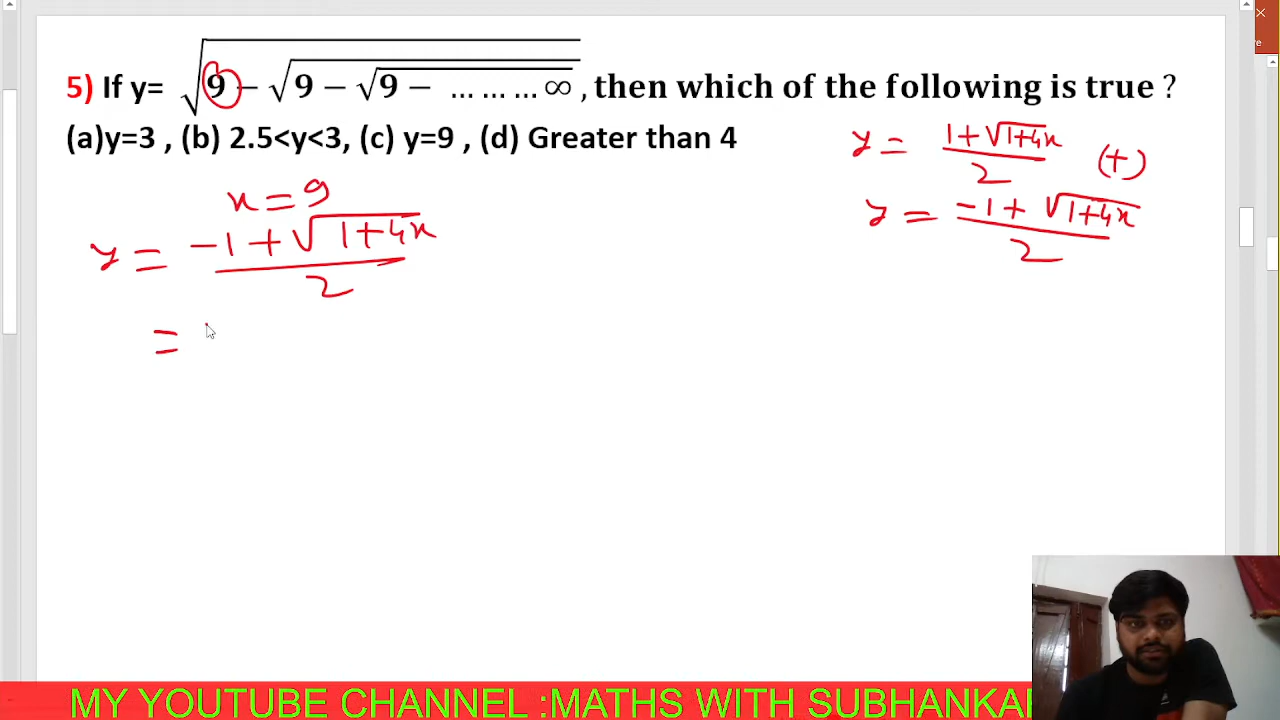 5) If y= √9 − √9 − √9 − ... ... ... ∞ , then which of the following is true ?
(a)y=3 , (b) 2.5<y<3, (c) y=9 , (d) Greater than 4
y = 1+√1+4x / 2 (+)
y = -1+√1+4x / 2
x = 9
y = -1+√1+4x / 2
=
MY YOUTUBE CHANNEL :MATHS WITH SUBHANKAR